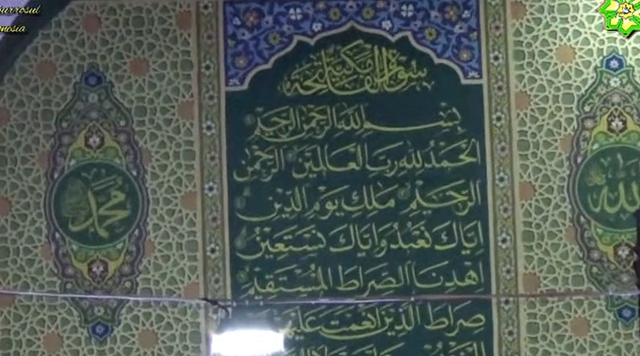 سورة الفاتحة مكية
بسم الله الرحمن الرحيم
الحمد لله رب العالمين الرحمن
الرحيم ملك يوم الدين
اياك نعبد واياك نستعين
اهدنا الصراط المستقيم
صراط الذين انعمت عليهم
محمد
الله